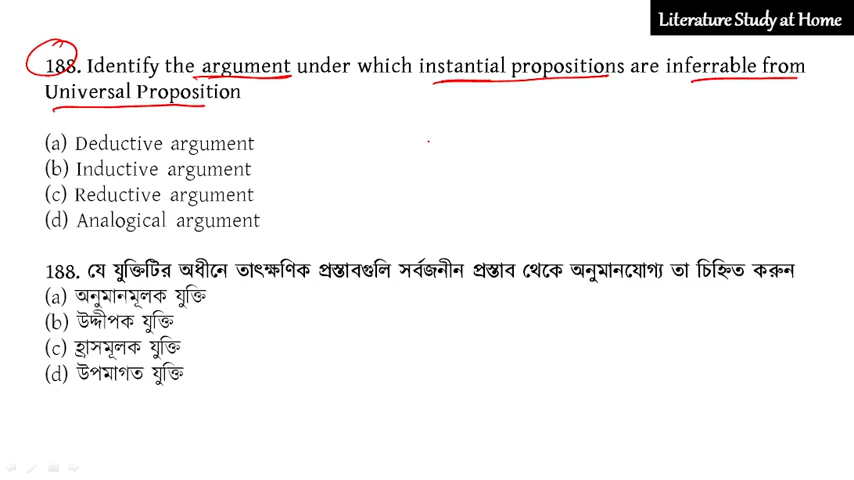 Literature Study at Home
188. Identify the argument under which instantial propositions are inferrable from
Universal Proposition
(a) Deductive argument
(b) Inductive argument
(c) Reductive argument
(d) Analogical argument
188. যে যুক্তিটির অধীনে তাৎক্ষণিক প্রস্তাবগুলি সর্বজনীন প্রস্তাব থেকে অনুমানযোগ্য তা চিহ্নিত করুন
(a) অনুমানমূলক যুক্তি
(b) উদ্দীপক যুক্তি
(c) হ্রাসমূলক যুক্তি
(d) উপমাগত যুক্তি